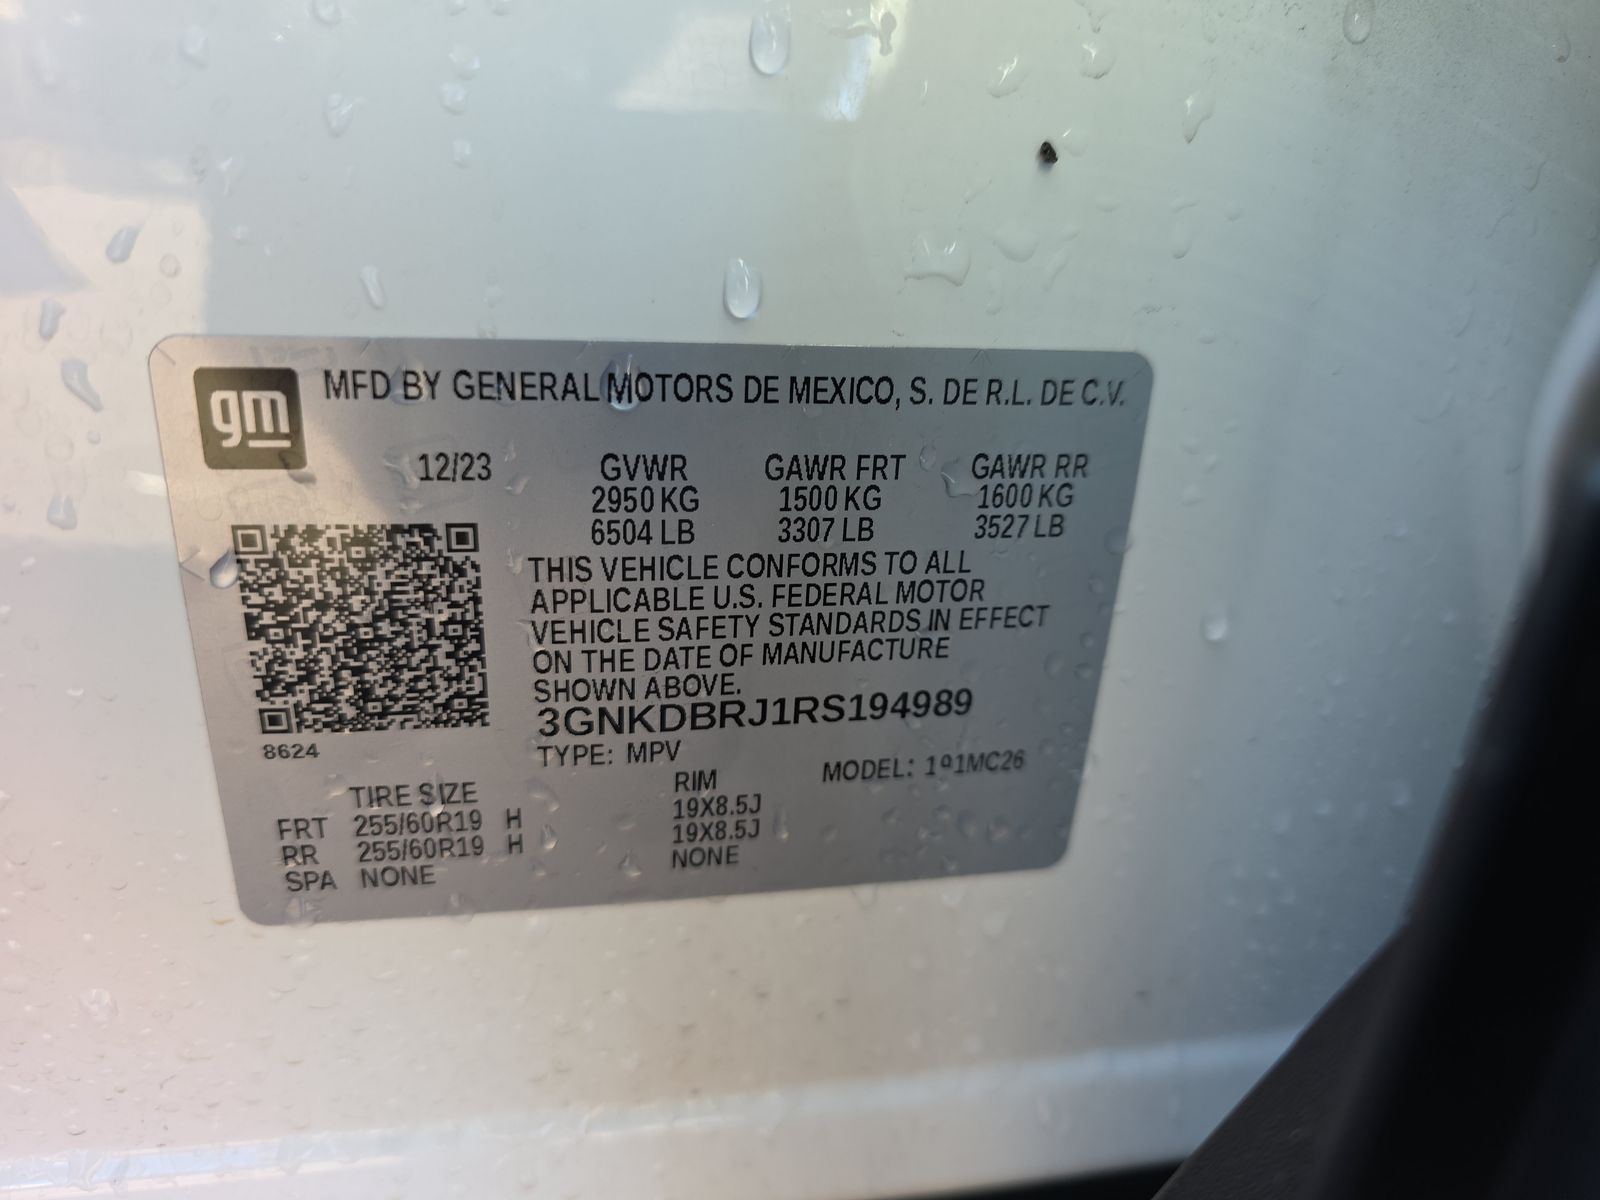 gm
MFD BY GENERAL MOTORS DE MEXICO, S. DE R.L. DE C.V.
12/23 GVWR GAWR FRT GAWR RR
2950 KG 1500 KG 1600 KG
6504 LB 3307 LB 3527 LB
THIS VEHICLE CONFORMS TO ALL
APPLICABLE U.S. FEDERAL MOTOR
VEHICLE SAFETY STANDARDS IN EFFECT
ON THE DATE OF MANUFACTURE
SHOWN ABOVE.
3GNKDBRJ1RS194989
8624
TYPE: MPV MODEL: 191MC26
TIRE SIZE RIM
FRT 255/60R19 H 19X8.5J
RR 255/60R19 H 19X8.5J
SPA NONE NONE